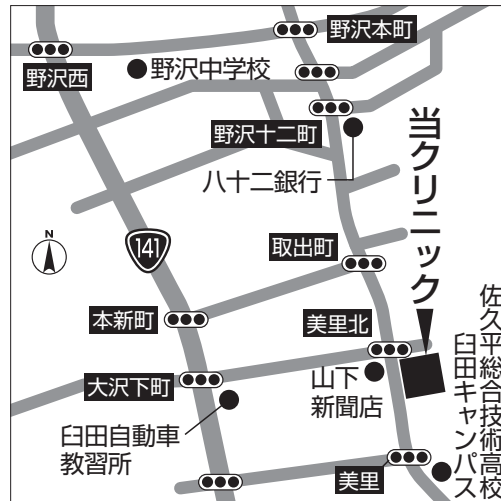 野沢本町
野沢西
野沢中学校
野沢十二町
八十二銀行
当クリニック
N
141
取出町
本新町
美里北
佐久平総合技術高校
臼田キャンパス
大沢下町
山下
新聞店
臼田自動車
教習所
美里